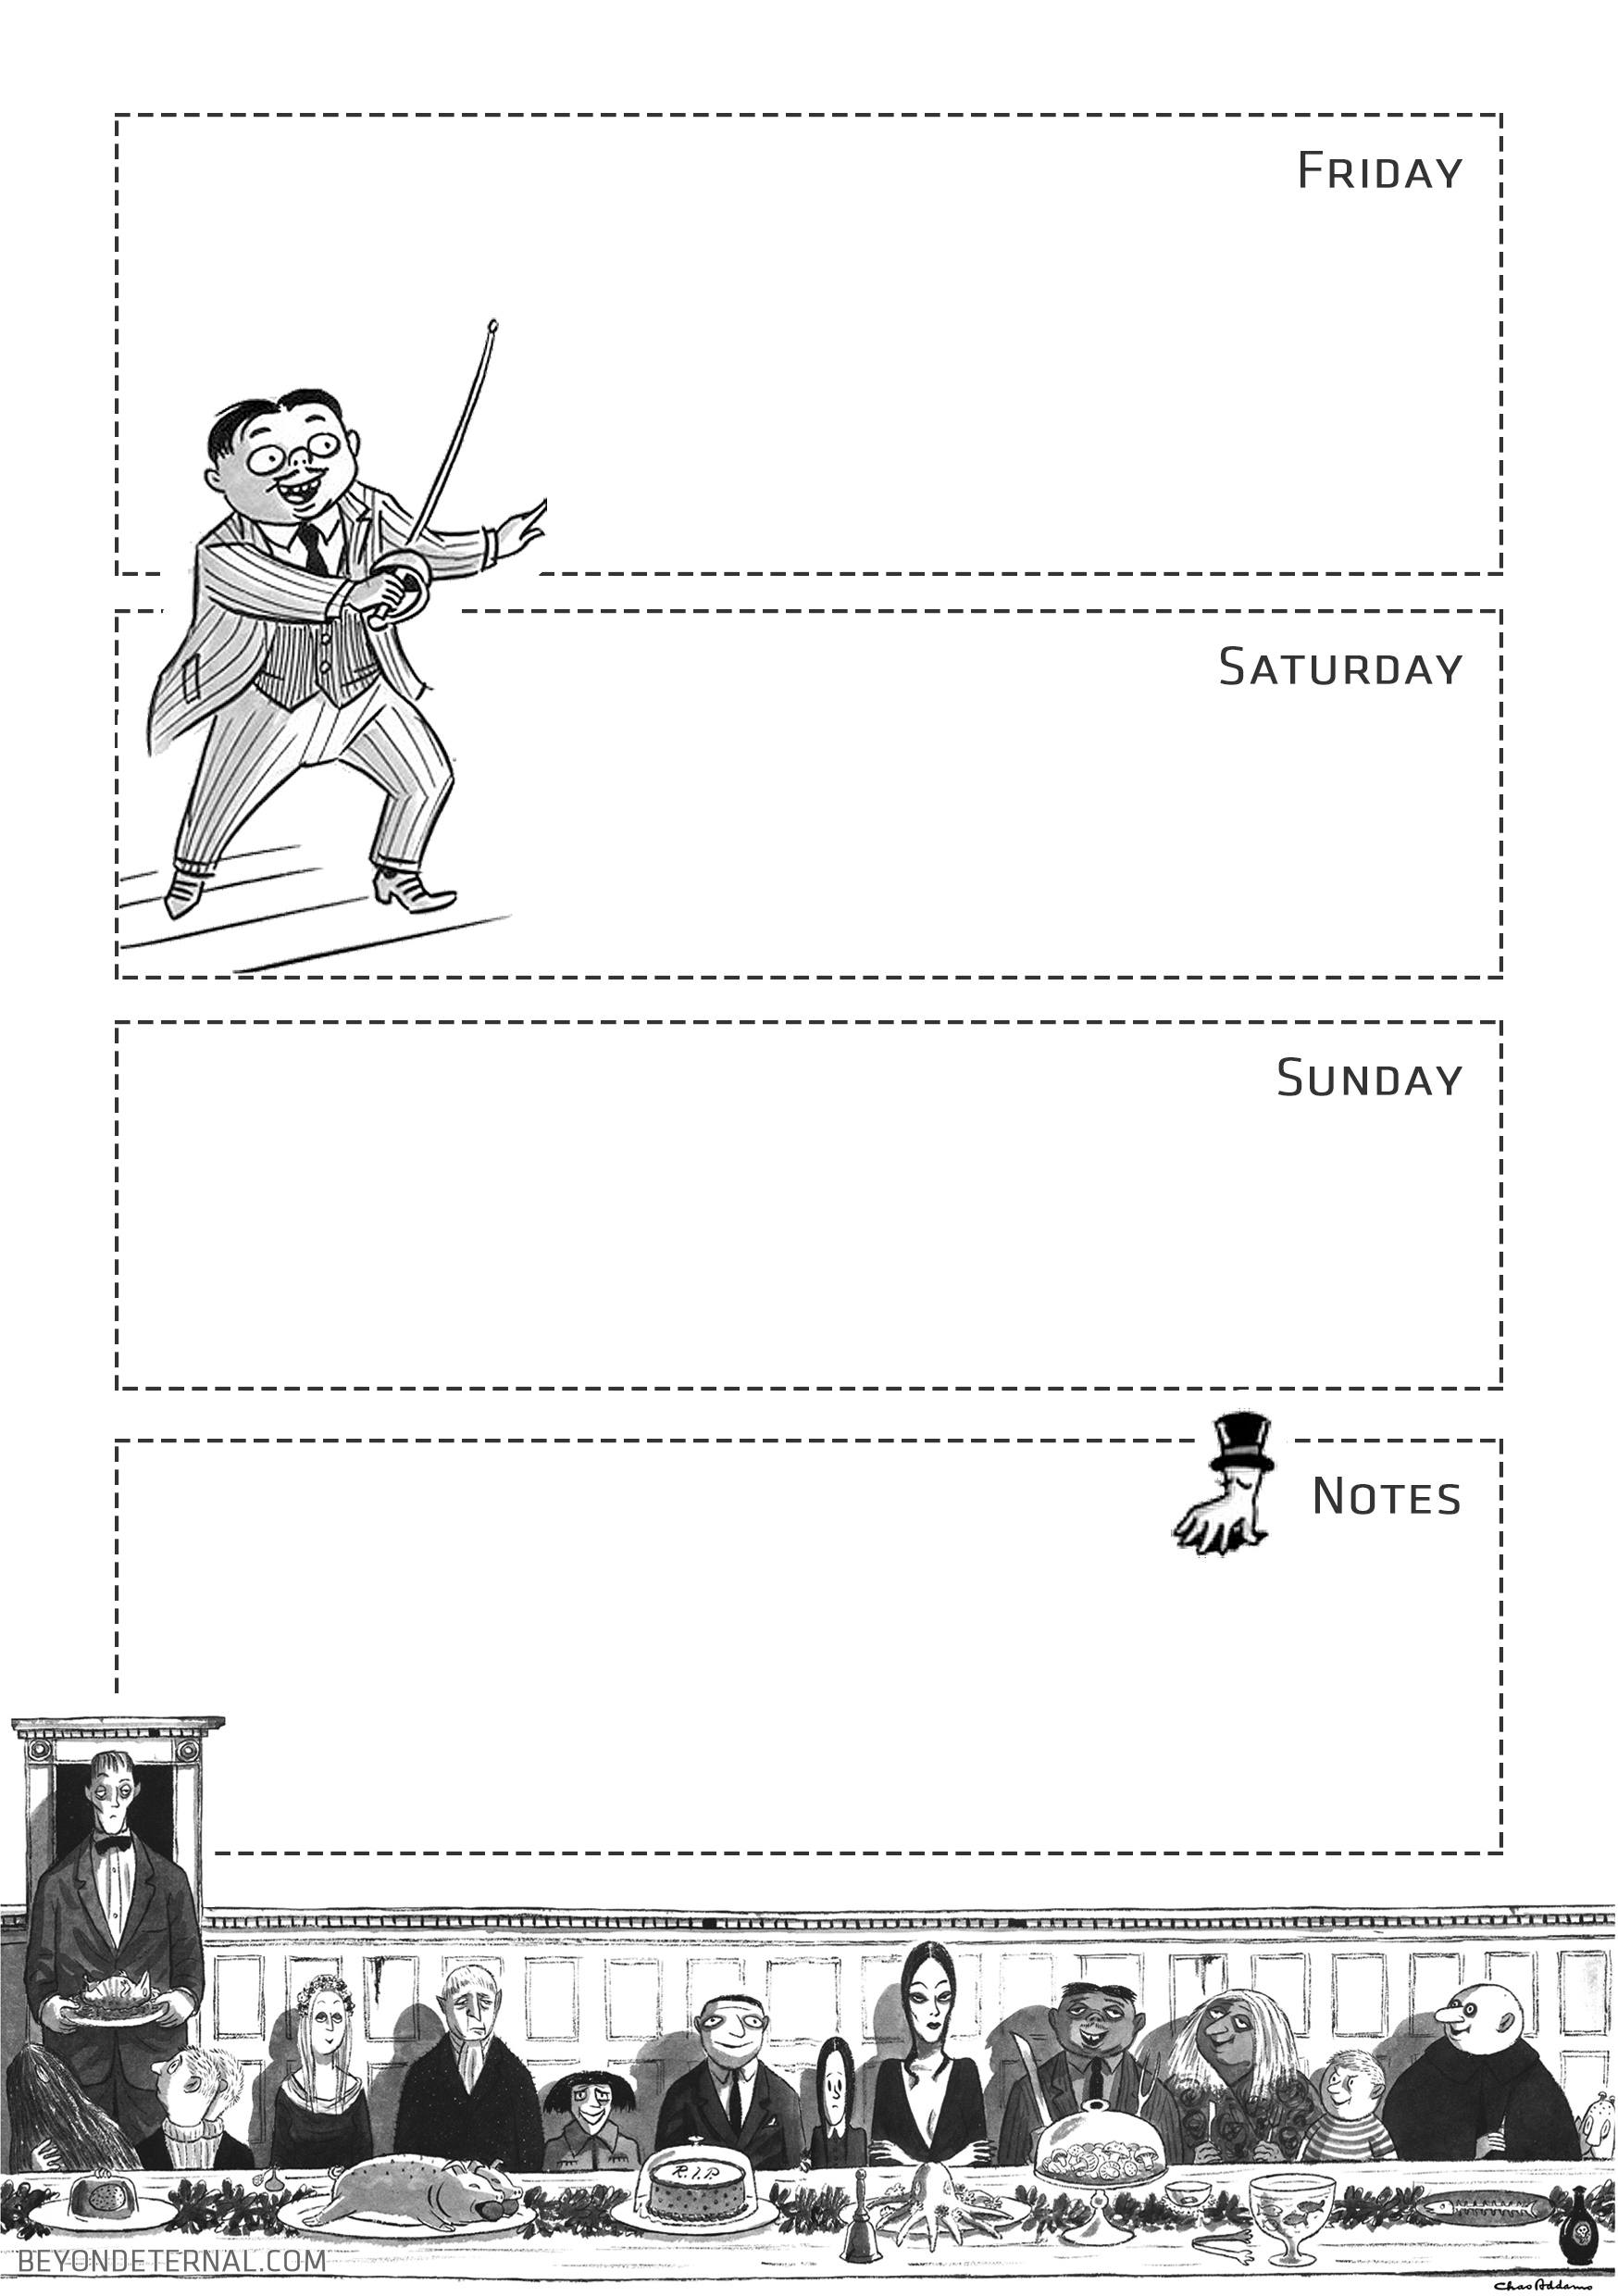 Friday
Saturday
Sunday
Notes
R.I.P
BEYONDETERNAL.COM
Chas Addams